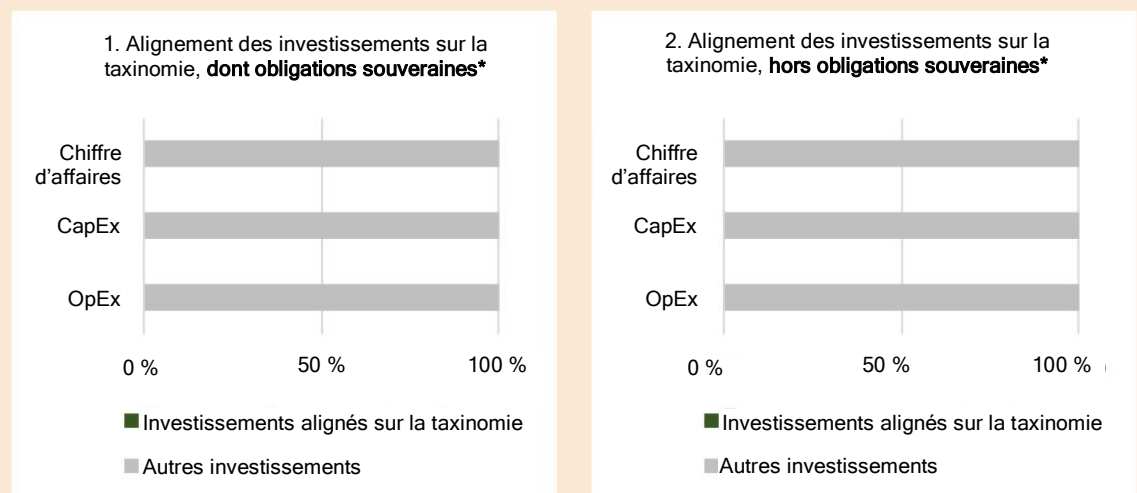 1. Alignement des investissements sur la
taxinomie, dont obligations souveraines*
Chiffre
d’affaires
CapEx
OpEx
0 %
50 %
100 %
Investissements alignés sur la taxinomie
Autres investissements
2. Alignement des investissements sur la
taxinomie, hors obligations souveraines*
Chiffre
d’affaires
CapEx
OpEx
0 %
50 %
100 %
Investissements alignés sur la taxinomie
Autres investissements